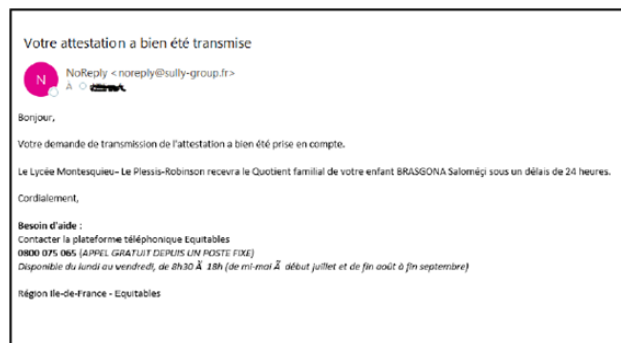 Votre attestation a bien été transmise
N
NoReply <noreply@sully-group.fr>
À
Bonjour,
Votre demande de transmission de l'attestation a bien été prise en compte.
Le Lycée Montesquieu– Le Plessis-Robinson recevra le Quotient familial de votre enfant BRASGONA Saloméçi sous un délai de 24 heures.
Cordialement,
Besoin d'aide :
Contacter la plateforme téléphonique Equitables
0800 075 065 (APPEL GRATUIT DEPUIS UN POSTE FIXE)
Disponible du lundi au vendredi, de 8h30 Ã 18h (de mi-mai Ã début juillet et de fin août à fin septembre)
Région Ile-de-France - Equitables